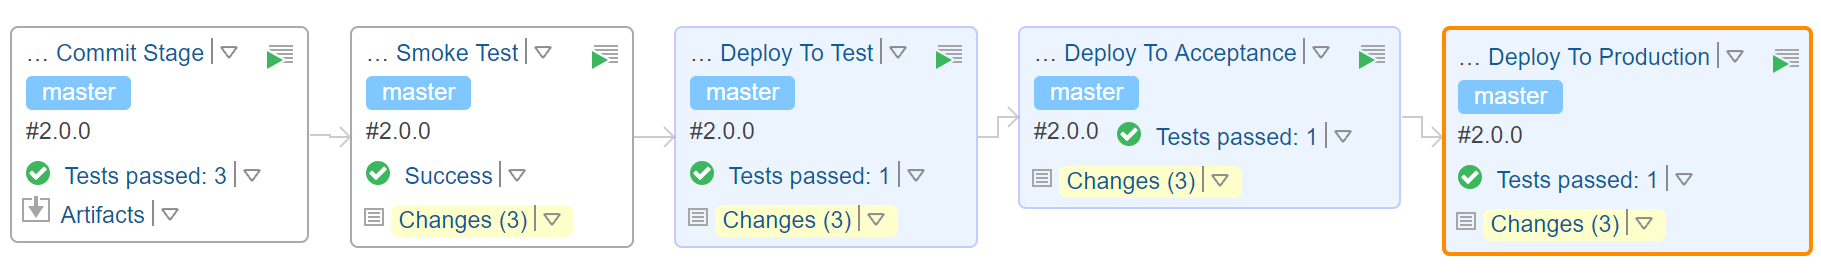 ... Commit Stage
master
#2.0.0
Tests passed: 3
Artifacts
... Smoke Test
master
#2.0.0
Success
Changes (3)
... Deploy To Test
master
#2.0.0
Tests passed: 1
Changes (3)
... Deploy To Acceptance
master
#2.0.0 Tests passed: 1
Changes (3)
... Deploy To Production
master
#2.0.0
Tests passed: 1
Changes (3)